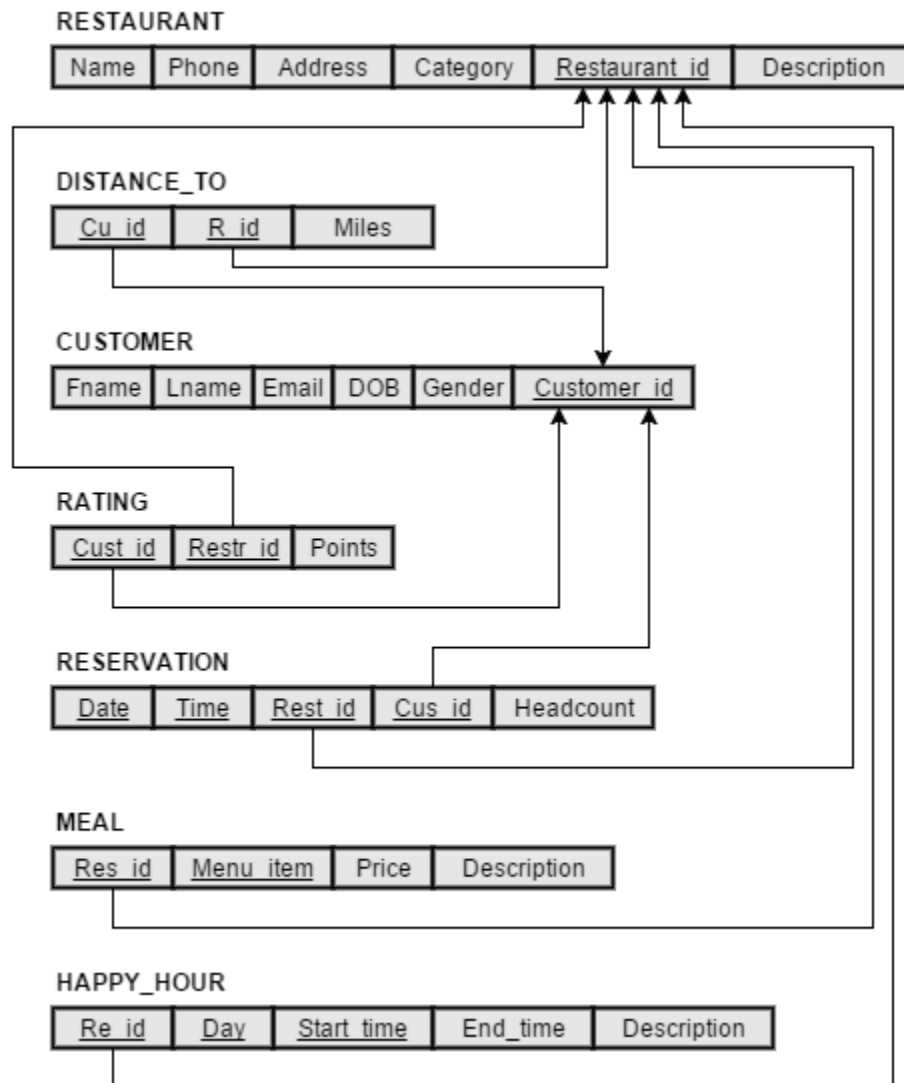 RESTAURANT
Name Phone Address Category Restaurant_id Description
DISTANCE_TO
Cu_id R_id Miles
CUSTOMER
Fname Lname Email DOB Gender Customer_id
RATING
Cust_id Restr_id Points
RESERVATION
Date Time Rest_id Cus_id Headcount
MEAL
Res_id Menu_item Price Description
HAPPY_HOUR
Re_id Day Start_time End_time Description